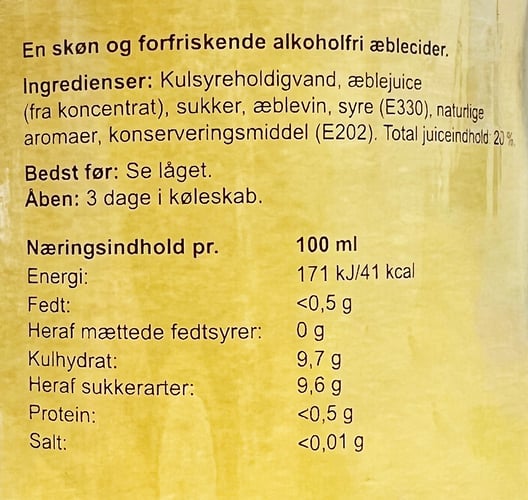 En skøn og forfriskende alkoholfri æblecider.
Ingredienser: Kulsyreholdigvand, æblejuice
(fra koncentrat), sukker, æblevin, syre (E330), naturlige
aromaer, konserveringsmiddel (E202). Total juiceindhold: 20 %.
Bedst før: Se låget.
Åben: 3 dage i køleskab.
Næringsindhold pr. 100 ml
Energi: 171 kJ/41 kcal
Fedt: <0,5 g
Heraf mættede fedtsyrer: 0 g
Kulhydrat: 9,7 g
Heraf sukkerarter: 9,6 g
Protein: <0,5 g
Salt: <0,01 g